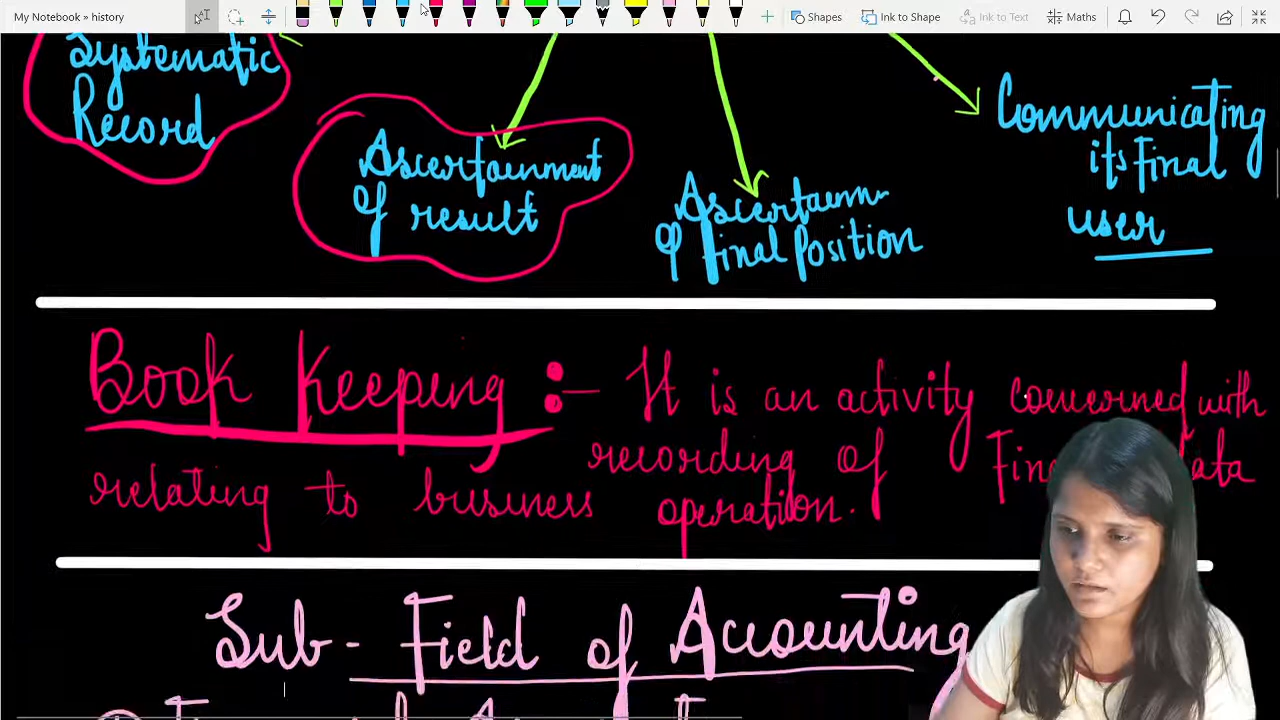 My Notebook » history
Shapes
Ink to Shape
Ink to Text
Maths
Systematic
Record
Ascertainment
of result
Ascertainm
of Final Position
Communicating
its Final
user
Book Keeping :- It is an activity concerned with
recording of
relating to business operation.
Sub-Field of Accounting